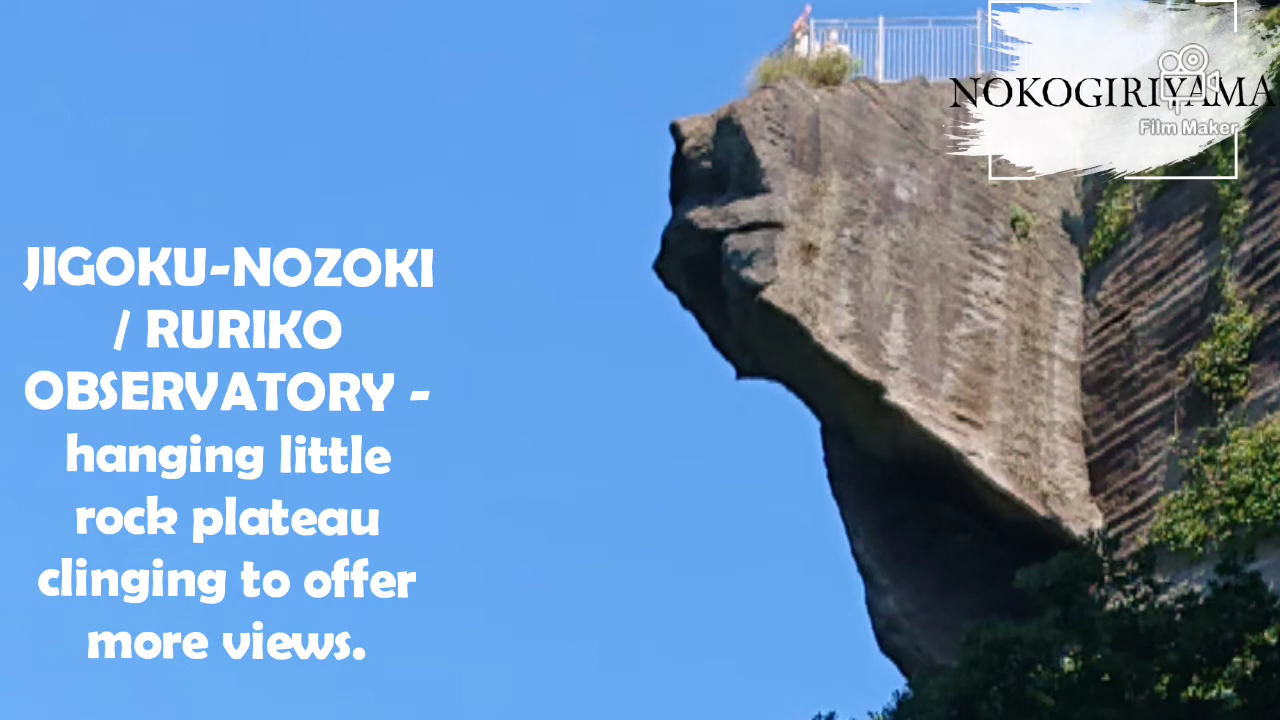 NOKOGIRIYAMA
Film Maker
JIGOKU-NOZOKI
/ RURIKO
OBSERVATORY -
hanging little
rock plateau
clinging to offer
more views.